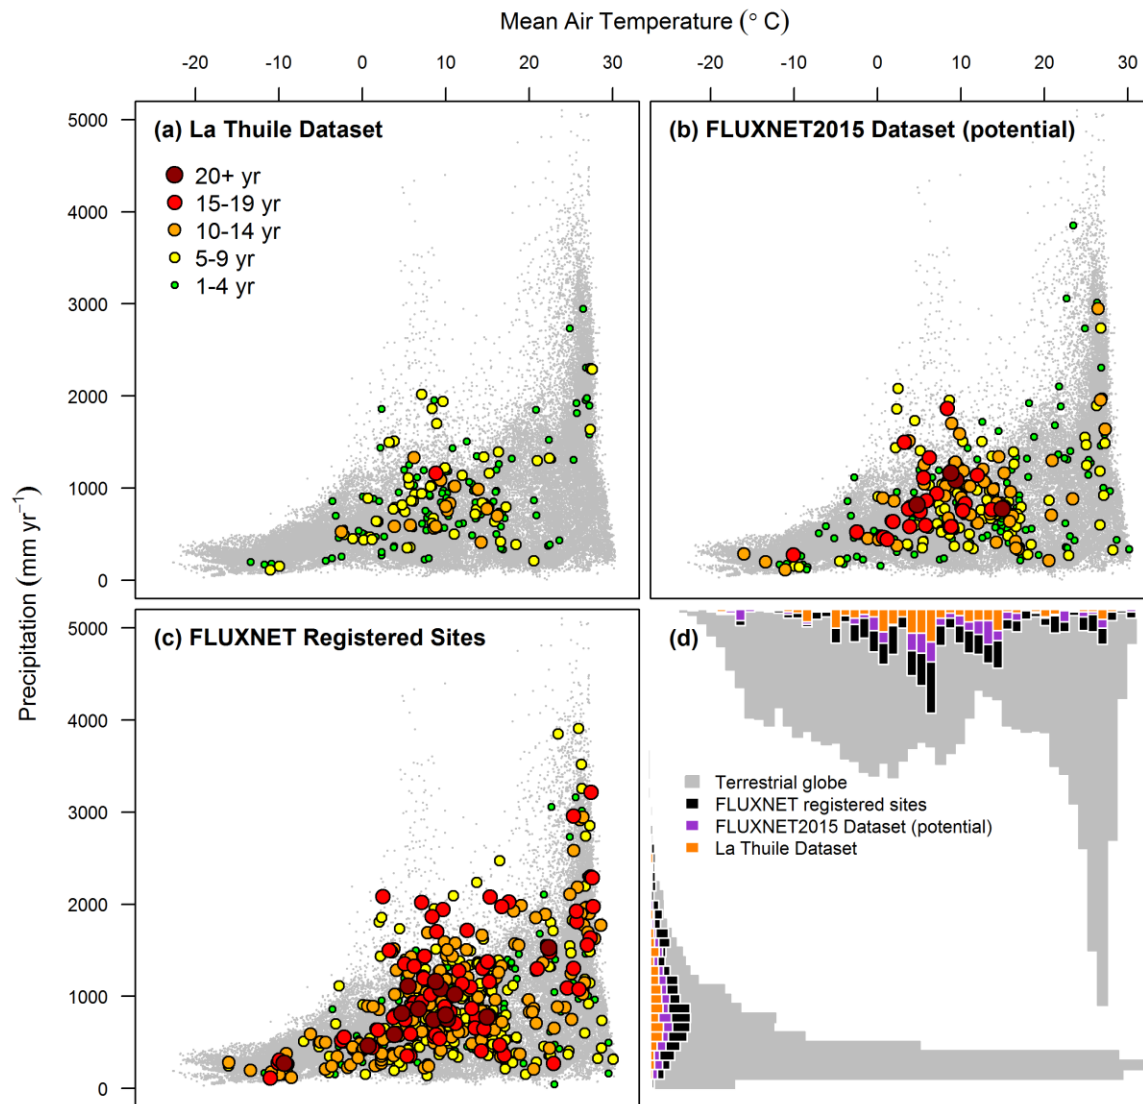 Mean Air Temperature (° C)
-20 -10 0 10 20 30 -20 -10 0 10 20 30
(a) La Thuile Dataset
20+ yr
15-19 yr
10-14 yr
5-9 yr
1-4 yr
(b) FLUXNET2015 Dataset (potential)
5000
4000
3000
2000
1000
0
Precipitation (mm yr⁻¹)
(c) FLUXNET Registered Sites
5000
4000
3000
2000
1000
0
(d)
Terrestrial globe
FLUXNET registered sites
FLUXNET2015 Dataset (potential)
La Thuile Dataset